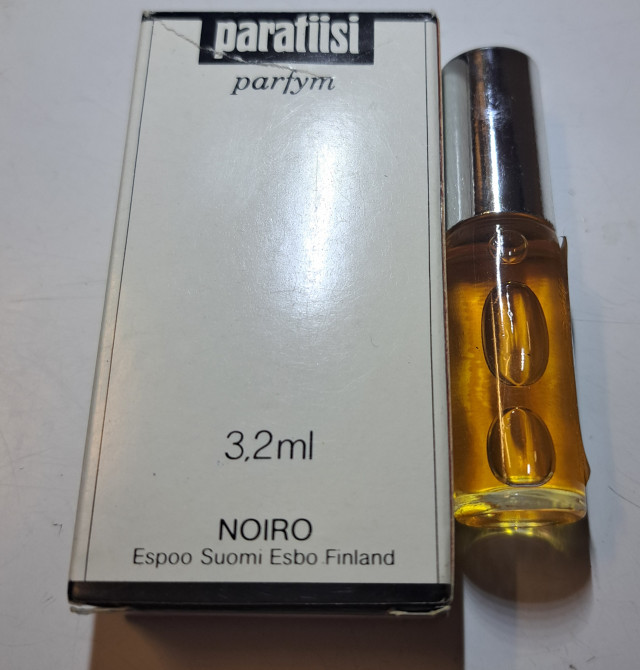 paratiisi
parfym
3,2ml
NOIRO
Espoo Suomi Esbo Finland